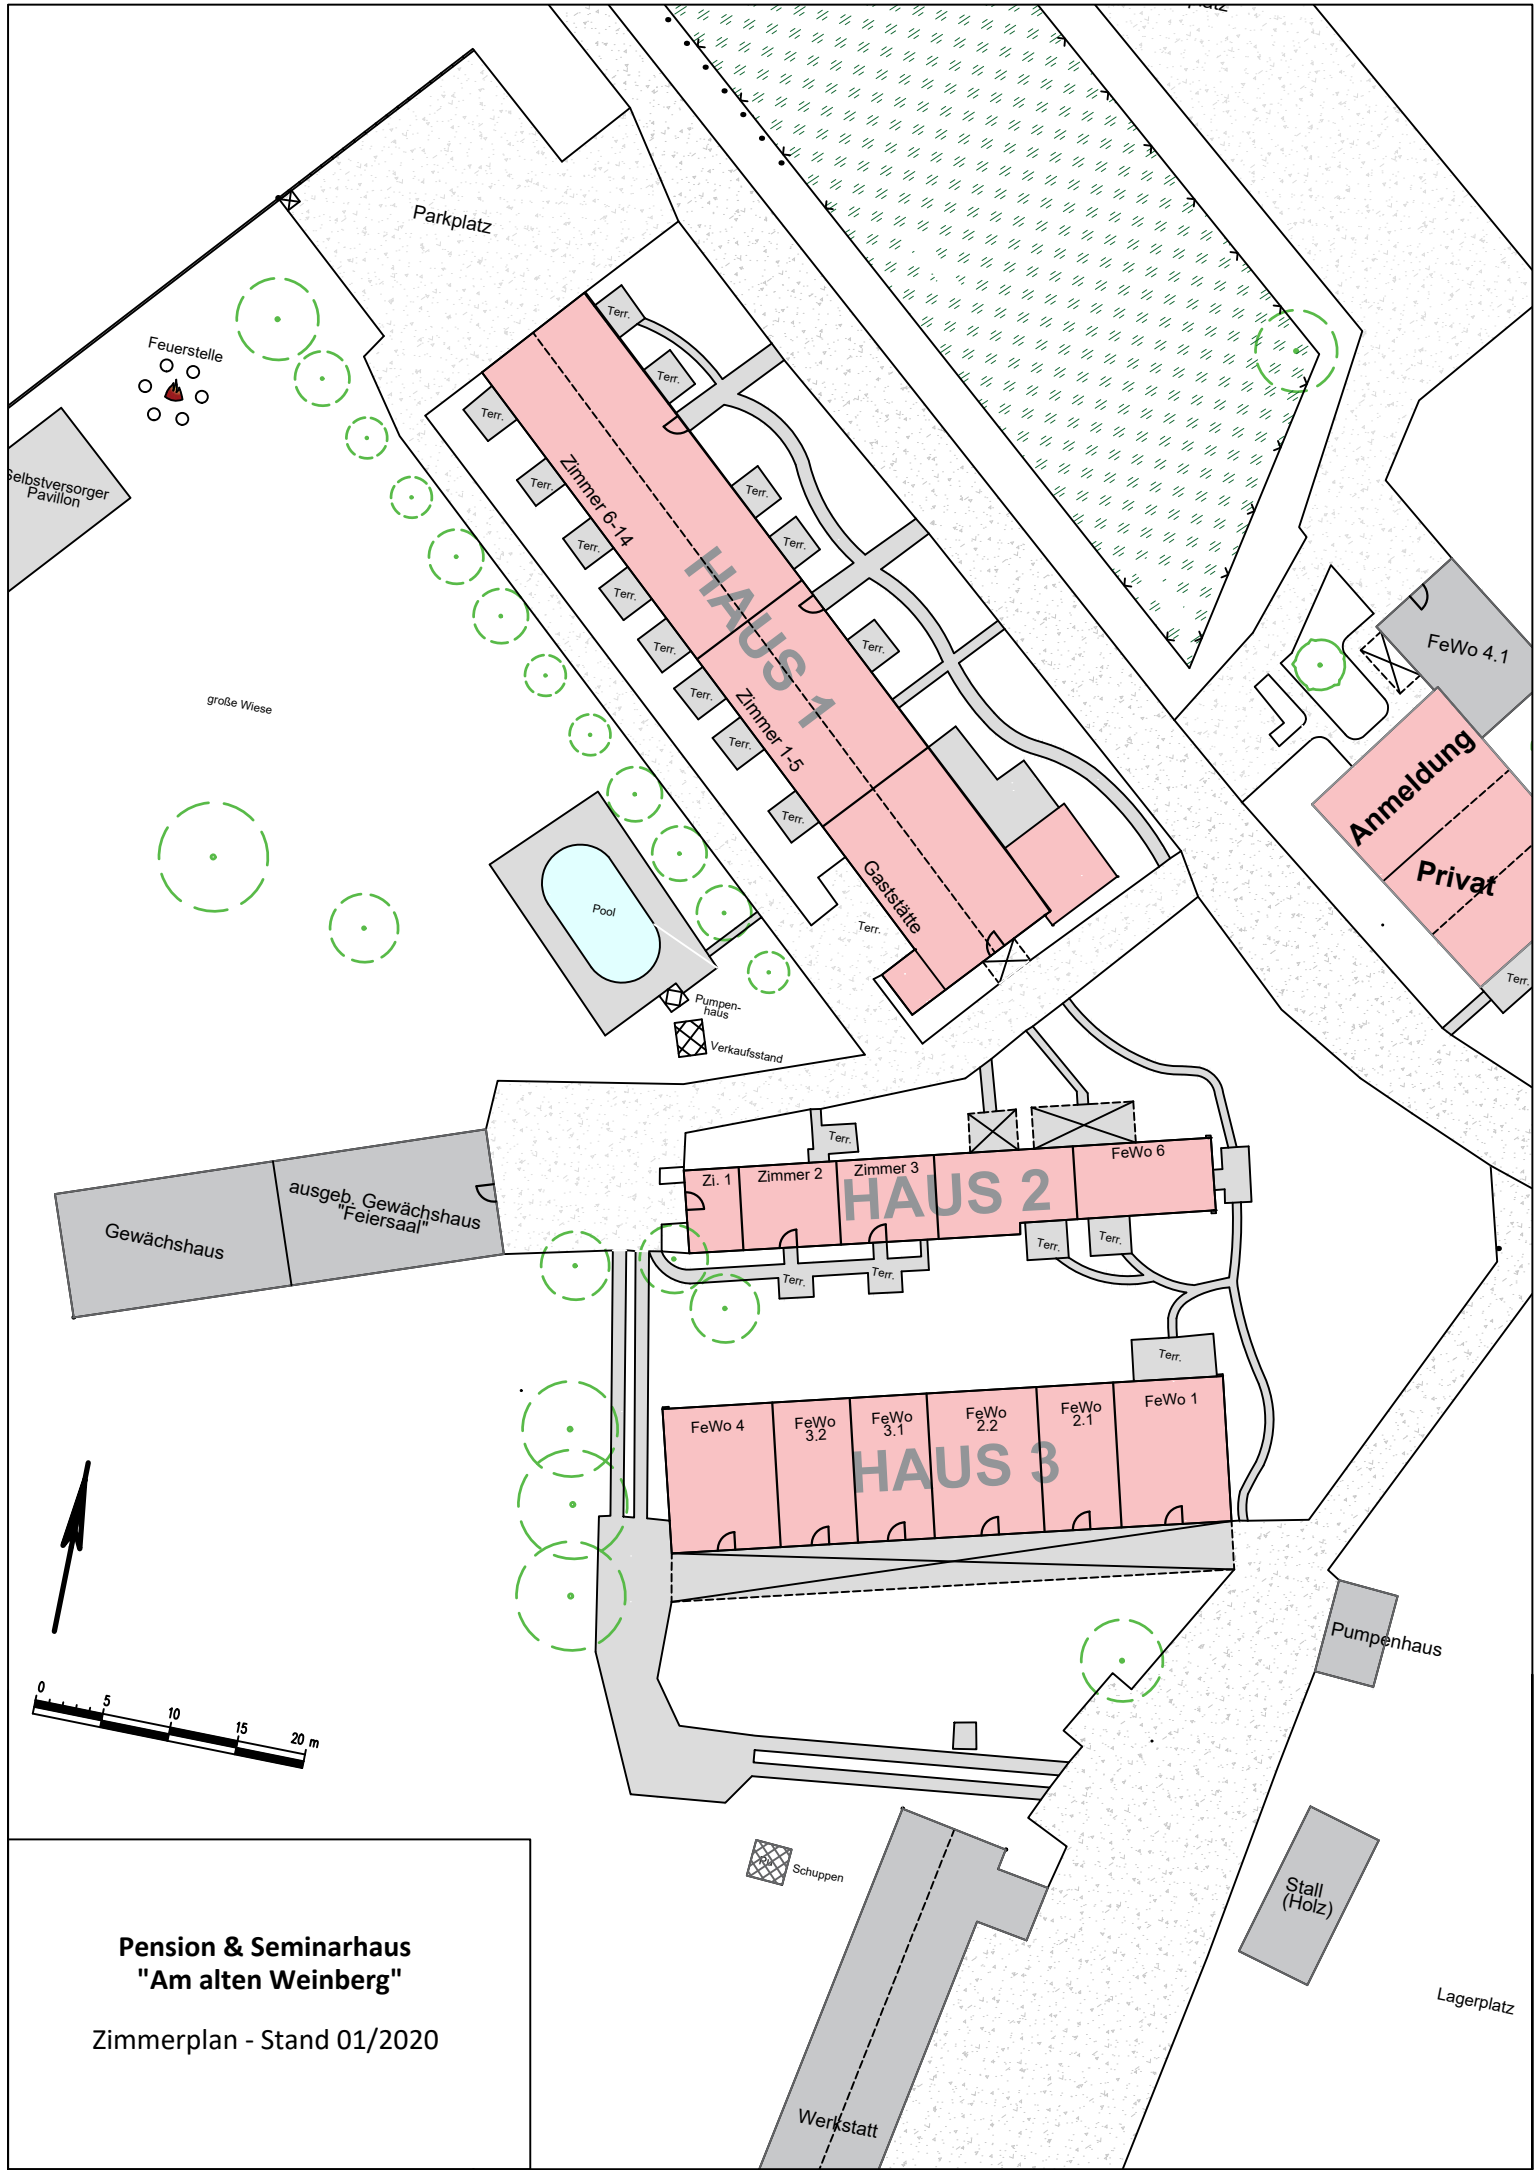 Parkplatz
Feuerstelle
Selbstversorger
Pavillon
große Wiese
Terr.
Terr.
Terr.
Terr.
Terr.
Terr.
Terr.
Terr.
Terr.
Terr.
Terr.
Terr.
Terr.
Zimmer 6-14
HAUS 1
Zimmer 1-5
Gaststätte
Terr.
FeWo 4.1
Anmeldung
Privat
Terr.
Pool
Pumpen-
haus
Verkaufsstand
Gewächshaus
ausgeb. Gewächshaus
"Feiersaal"
Terr.
Zi. 1
Zimmer 2
Zimmer 3
HAUS 2
FeWo 6
Terr.
Terr.
Terr.
Terr.
Terr.
FeWo 4
FeWo
3.2
FeWo
3.1
FeWo
2.2
FeWo
2.1
FeWo 1
HAUS 3
Pumpenhaus
0 5 10 15 20 m
Schuppen
Stall
(Holz)
Lagerplatz
Werkstatt
Pension & Seminarhaus
"Am alten Weinberg"
Zimmerplan - Stand 01/2020